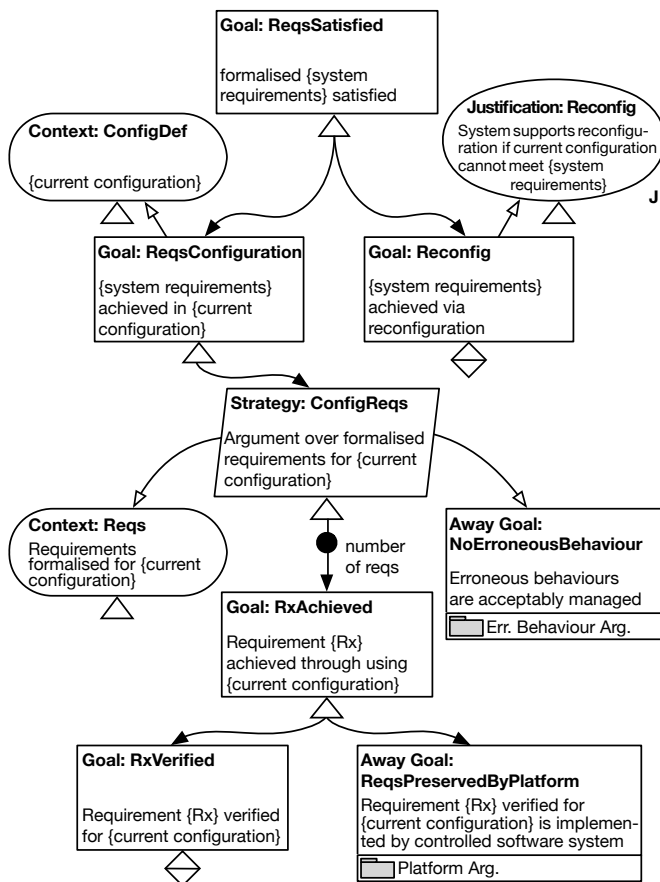 Goal: ReqsSatisfied
formalised {system
requirements} satisfied
Context: ConfigDef
{current configuration}
Justification: Reconfig
System supports reconfigu-
ration if current configuration
cannot meet {system
requirements}
J
Goal: ReqsConfiguration
{system requirements}
achieved in {current
configuration}
Goal: Reconfig
{system requirements}
achieved via
reconfiguration
Strategy: ConfigReqs
Argument over formalised
requirements for {current
configuration}
Context: Reqs
Requirements
formalised for {current
configuration}
number
of reqs
Away Goal:
NoErroneousBehaviour
Erroneous behaviours
are acceptably managed
Err. Behaviour Arg.
Goal: RxAchieved
Requirement {Rx}
achieved through using
{current configuration}
Goal: RxVerified
Requirement {Rx} verified
for {current configuration}
Away Goal:
ReqsPreservedByPlatform
Requirement {Rx} verified for
{current configuration} is implemen-
ted by controlled software system
Platform Arg.